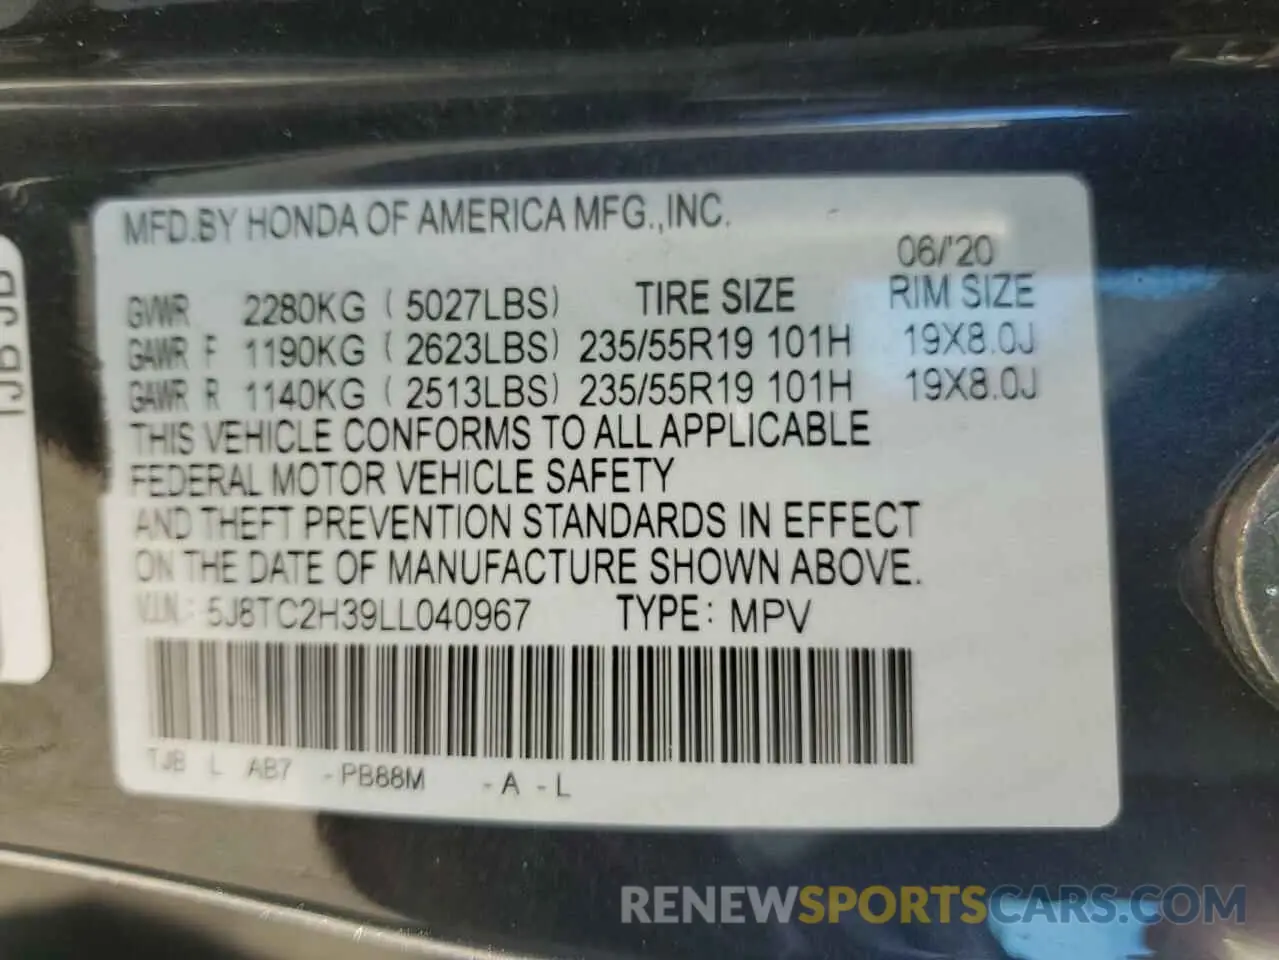 MFD.BY HONDA OF AMERICA MFG.,INC.
06/'20
GVWR 2280KG ( 5027LBS) TIRE SIZE RIM SIZE
GAWR F 1190KG ( 2623LBS) 235/55R19 101H 19X8.0J
GAWR R 1140KG ( 2513LBS) 235/55R19 101H 19X8.0J
THIS VEHICLE CONFORMS TO ALL APPLICABLE
FEDERAL MOTOR VEHICLE SAFETY
AND THEFT PREVENTION STANDARDS IN EFFECT
ON THE DATE OF MANUFACTURE SHOWN ABOVE.
V.I.N.: 5J8TC2H39LL040967 TYPE: MPV
TJB L AB7 -PB88M -A -L
TJB JD
RENEWSPORTSCARS.COM